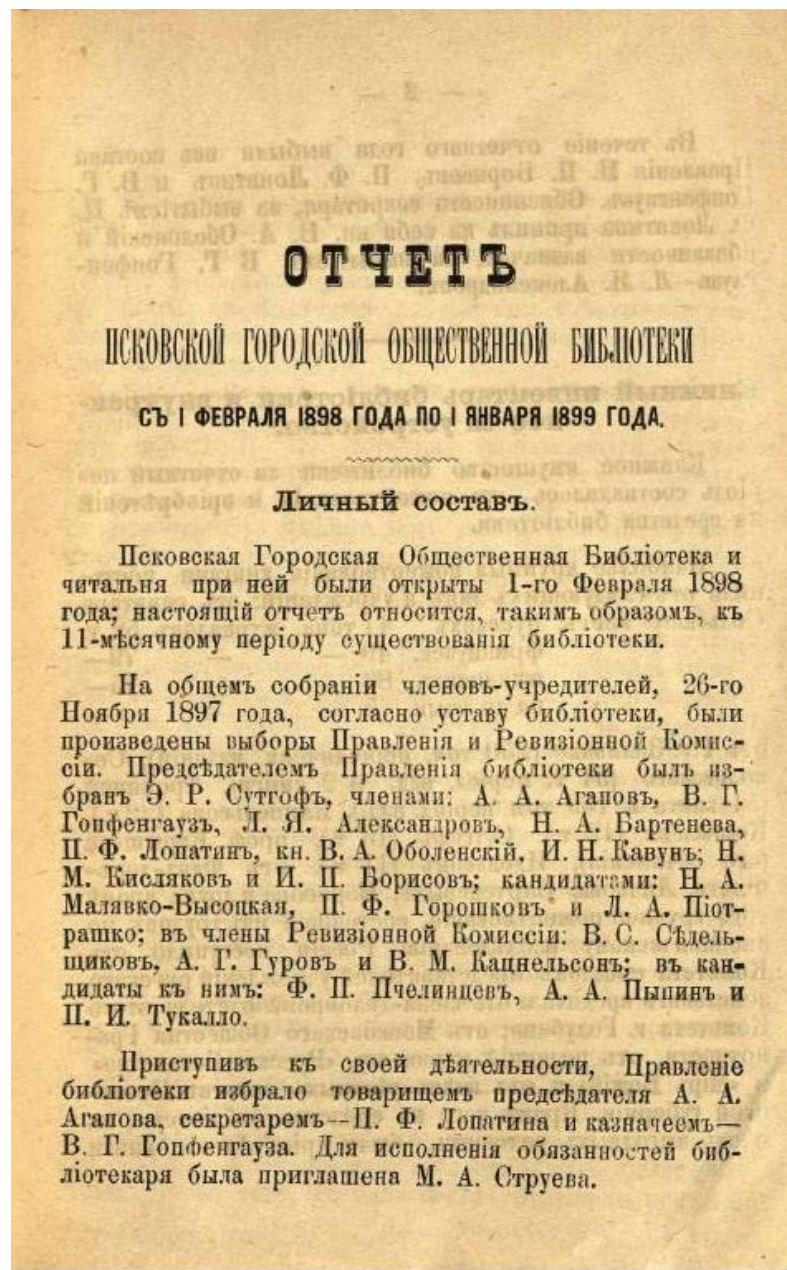 ОТЧЕТЪ
ПСКОВСКОЙ ГОРОДСКОЙ ОБЩЕСТВЕННОЙ БИБЛІОТЕКИ
СЪ I ФЕВРАЛЯ 1898 ГОДА ПО I ЯНВАРЯ 1899 ГОДА.
Личный составъ.
Псковская Городская Общественная Библіотека и
читальня при ней были открыты 1-го Февраля 1898
года; настоящій отчетъ относится, такимъ образомъ, къ
11-мѣсячному періоду существованія библіотеки.
На общемъ собраніи членовъ-учредителей, 26-го
Ноября 1897 года, согласно уставу библіотеки, были
произведены выборы Правленія и Ревизіонной Комис-
сіи. Предсѣдателемъ Правленія библіотеки былъ из-
бранъ Э. Р. Сутгофъ, членами: А. А. Агаповъ, В. Г.
Гопфенгаузъ, Л. Я. Александровъ, Н. А. Бартенева,
П. Ф. Лопатинъ, кн. В. А. Оболенскій, И. Н. Кавунъ; Н.
М. Кисляковъ и И. П. Борисовъ; кандидатами: Н. А.
Малявко-Высоцкая, П. Ф. Горошковъ и Л. А. Піот-
рашко; въ члены Ревизіонной Комиссіи: В. С. Сѣдель-
щиковъ, А. Г. Гуровъ и В. М. Кацнельсонъ; въ кан-
дидаты къ нимъ: Ф. П. Пчелинцевъ, А. А. Пыпинъ и
П. И. Тукалло.
Приступивъ къ своей дѣятельности, Правленіе
библіотеки избрало товарищемъ предсѣдателя А. А.
Агапова, секретаремъ—П. Ф. Лопатина и казначеемъ—
В. Г. Гопфенгауза. Для исполненія обязанностей биб-
ліотекаря была приглашена М. А. Струева.